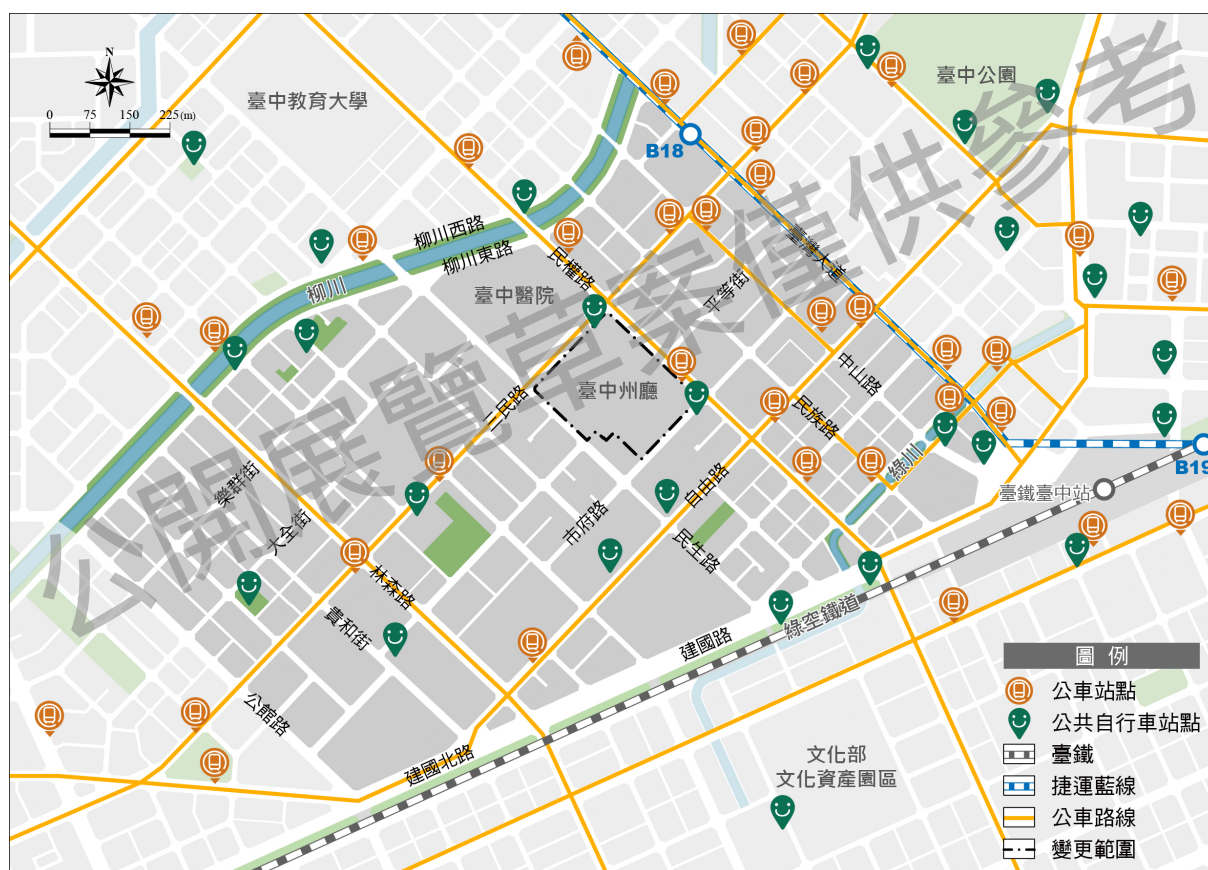 N
0 75 150 225(m)
臺中教育大學
臺中公園
B18
柳川西路
柳川東路
民權路
臺灣大道
柳川
臺中醫院
平等街
臺中州廳
中山路
三民路
民族路
綠川
B19
臺鐵臺中站
樂群街
大全街
市府路
自由路
民生路
林森路
貴和街
綠空鐵道
建國路
公館路
建國北路
文化部
文化資產園區
圖 例
公車站點
公共自行車站點
臺鐵
捷運藍線
公車路線
變更範圍
公開展覽草案僅供參考